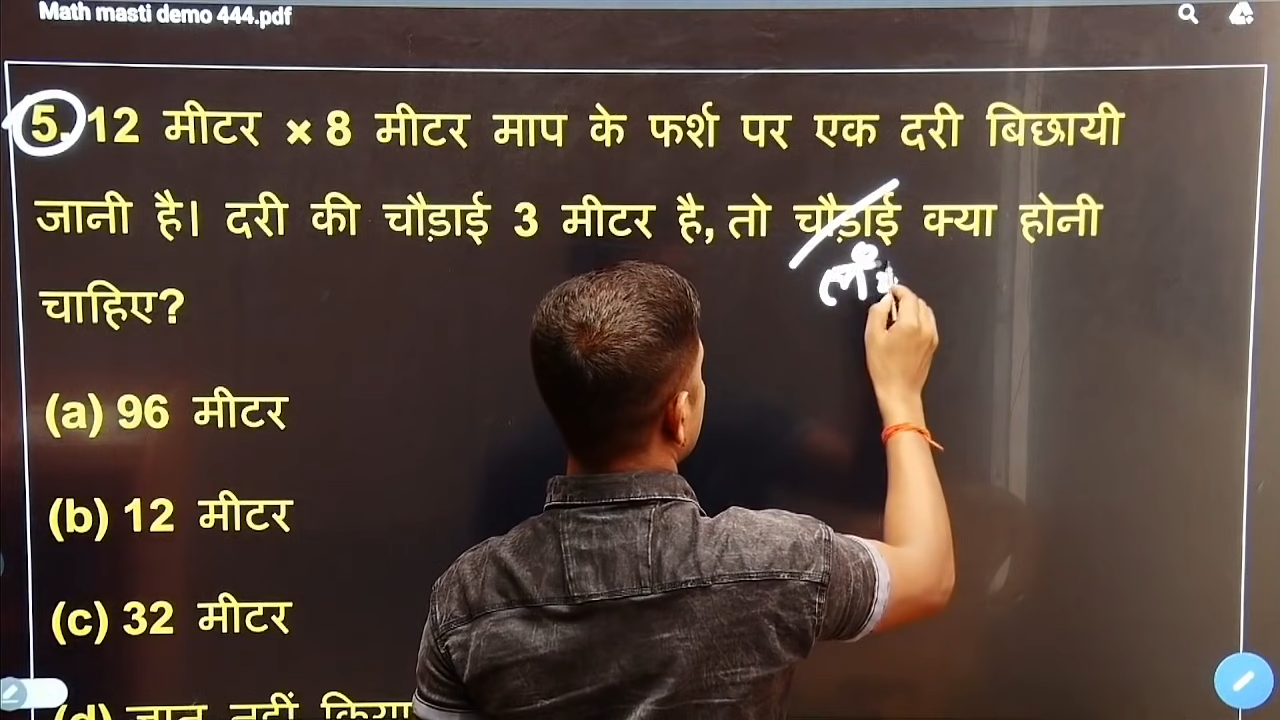 Math masti demo 444.pdf
5. 12 मीटर × 8 मीटर माप के फर्श पर एक दरी बिछायी
जानी है। दरी की चौड़ाई 3 मीटर है, तो चौड़ाई क्या होनी
चाहिए?
(a) 96 मीटर
(b) 12 मीटर
(c) 32 मीटर
(d) ज्ञात नहीं किया